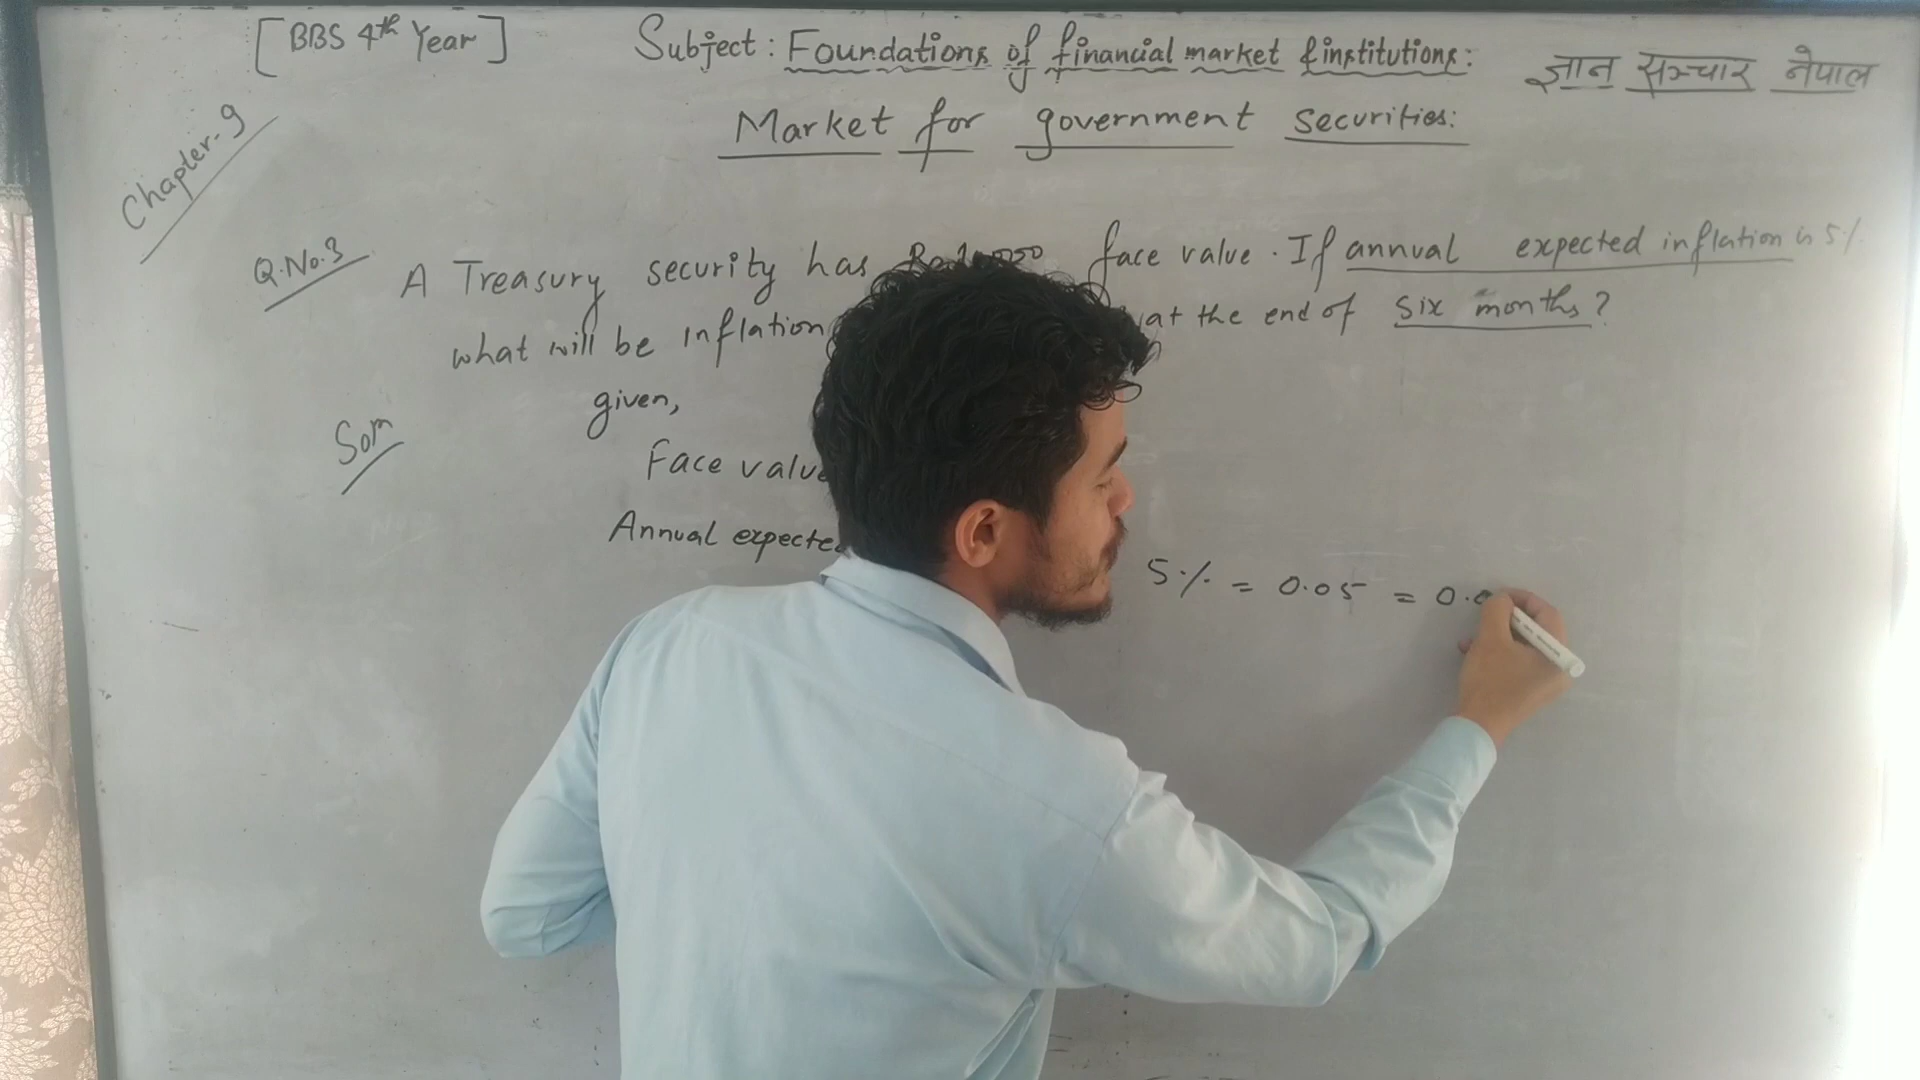 [BBS 4th Year]
Subject: Foundations of financial market & institutions:
ज्ञान सञ्चार नेपाल
Market for government securities:
Chapter-9
Q.No.3 A Treasury security has face value. If annual expected inflation is 5%
what will be inflation at the end of six months?
Soln given,
Face value
Annual expected 5% = 0.05 = 0.0